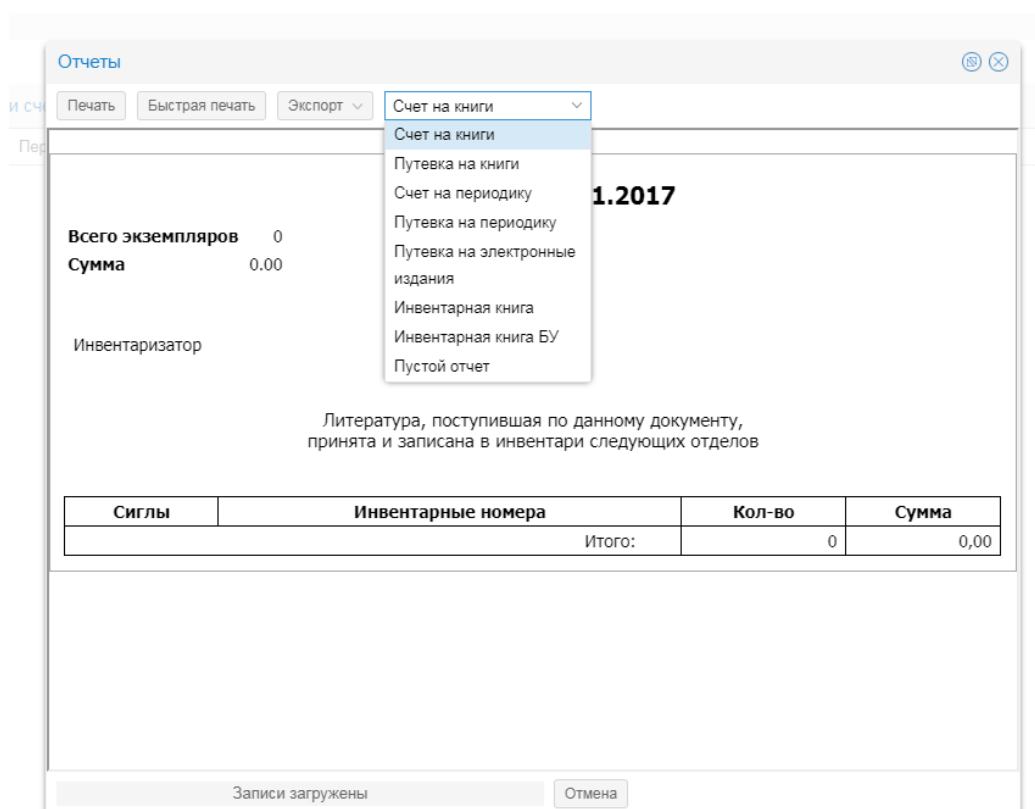 Отчеты
и сч
Печать Быстрая печать Экспорт Счет на книги
Пер
Счет на книги
Путевка на книги
Счет на периодику
Путевка на периодику
Путевка на электронные
издания
Инвентарная книга
Инвентарная книга БУ
Пустой отчет
1.2017
Всего экземпляров 0
Сумма 0.00
Инвентаризатор
Литература, поступившая по данному документу,
принята и записана в инвентари следующих отделов
Сиглы Инвентарные номера Кол-во Сумма
Итого: 0 0,00
Записи загружены Отмена